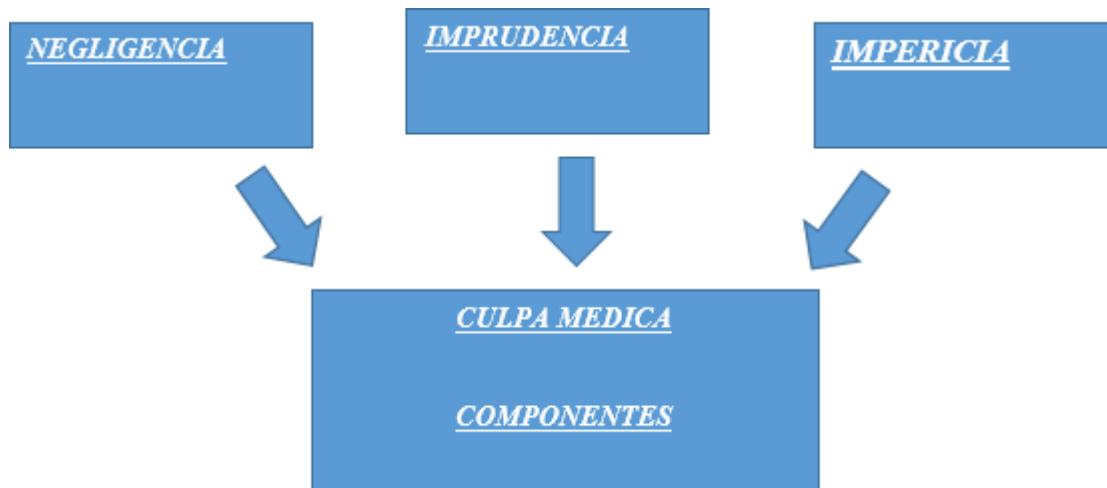 NEGLIGENCIA
IMPRUDENCIA
IMPERICIA
CULPA MEDICA
COMPONENTES